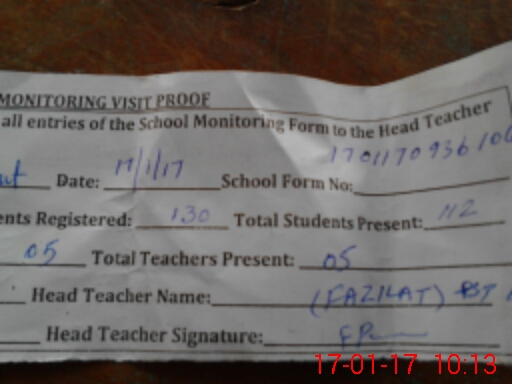 MONITORING VISIT PROOF
all entries of the School Monitoring Form to the Head Teacher
1701170936100
Date: 17/1/17 School Form No:
ents Registered: 130 Total Students Present: 112
05 Total Teachers Present: 05
Head Teacher Name: (FAZILAT) PST
Head Teacher Signature:
17-01-17 10:13